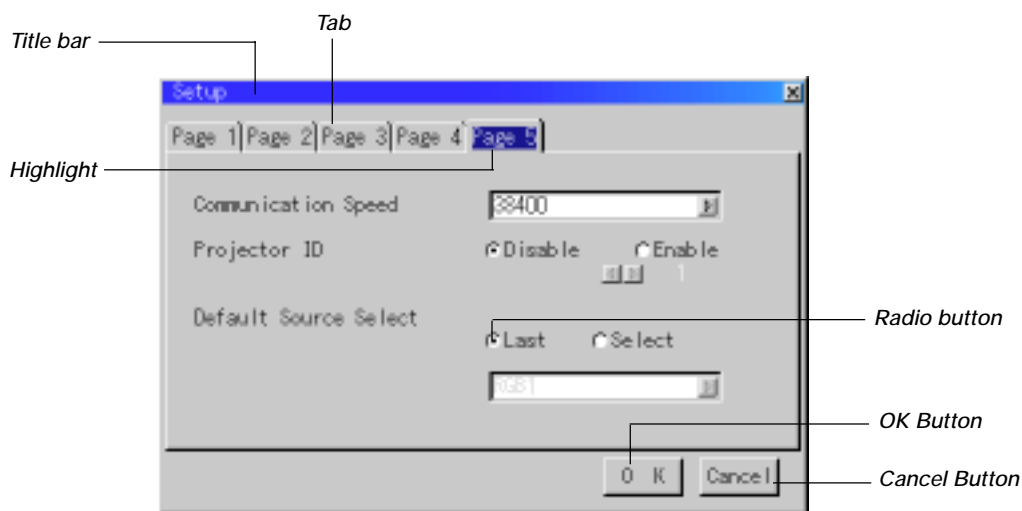 Tab
Title bar
Setup
Page 1 Page 2 Page 3 Page 4 Page 5
Highlight
Communication Speed 38400
Projector ID Disable Enable
1
Default Source Select
Radio button
Last Select
RGB1
OK Button
O K Cancel
Cancel Button